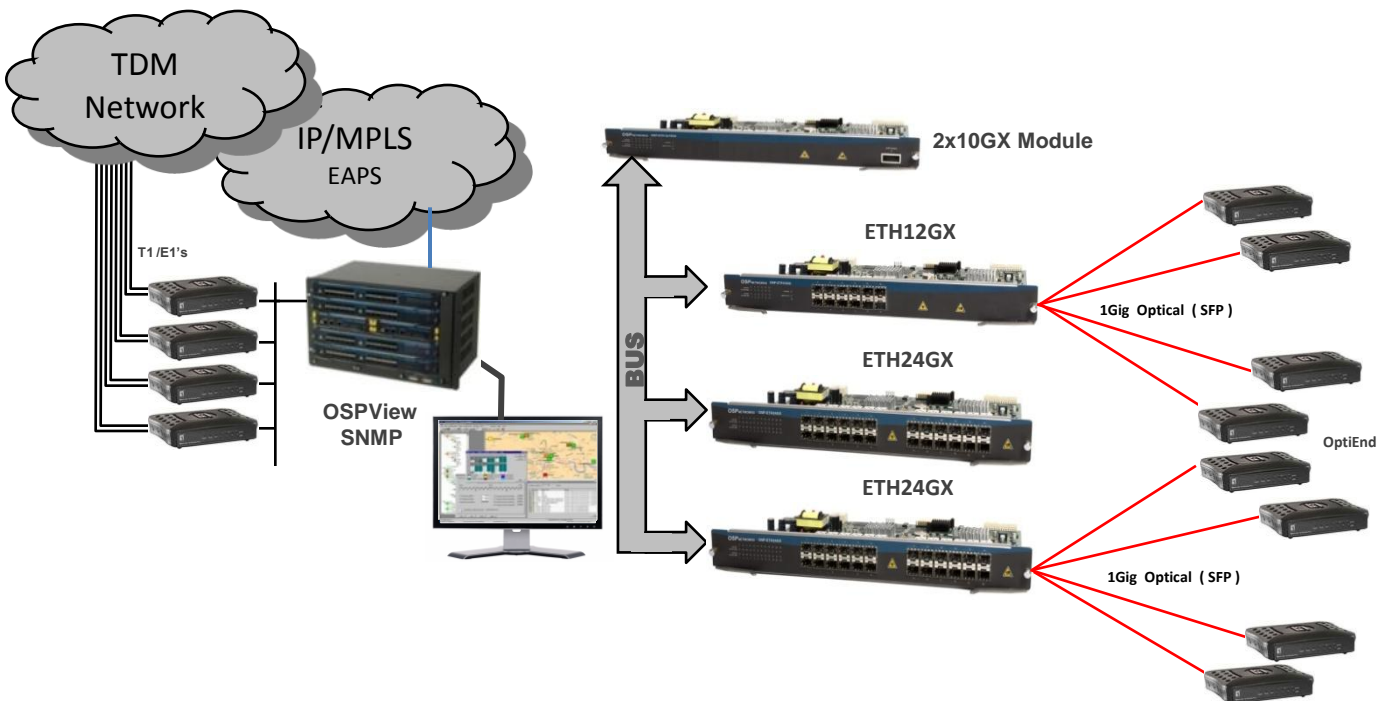 TDM
Network
IP/MPLS
EAPS
T1/E1's
OSPView
SNMP
BUS
2x10GX Module
ETH12GX
1Gig Optical ( SFP )
ETH24GX
OptiEnd
ETH24GX
1Gig Optical ( SFP )